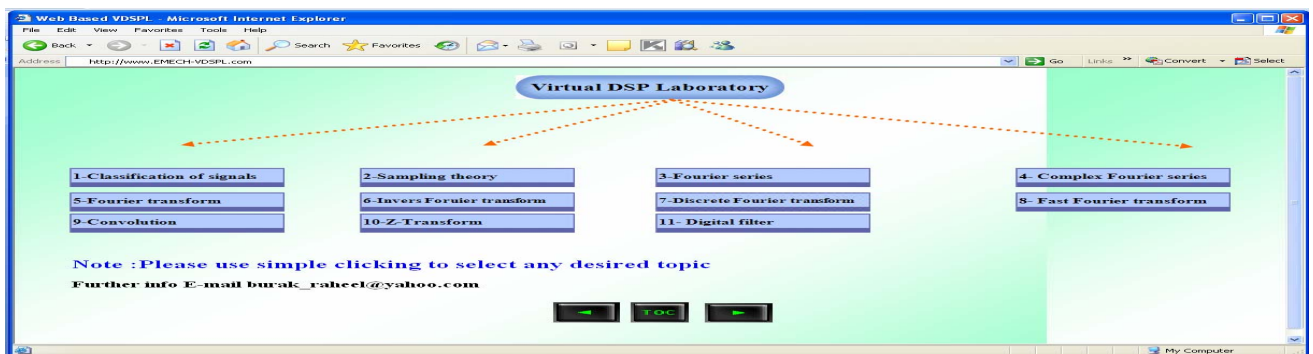 Web Based VDSPL - Microsoft Internet Explorer
File Edit View Favorites Tools Help
Back Search Favorites
Address http://www.EMECH-VDSPL.com Go Links » Convert Select
Virtual DSP Laboratory
1-Classification of signals 2-Sampling theory 3-Fourier series 4- Complex Fourier series
5-Fourier transform 6-Invers Foruier transform 7-Discrete Fourier transform 8- Fast Fourier transform
9-Convolution 10-Z-Transform 11- Digital filter
Note :Please use simple clicking to select any desired topic
Further info E-mail burak_raheel@yahoo.com
TOC
My Computer